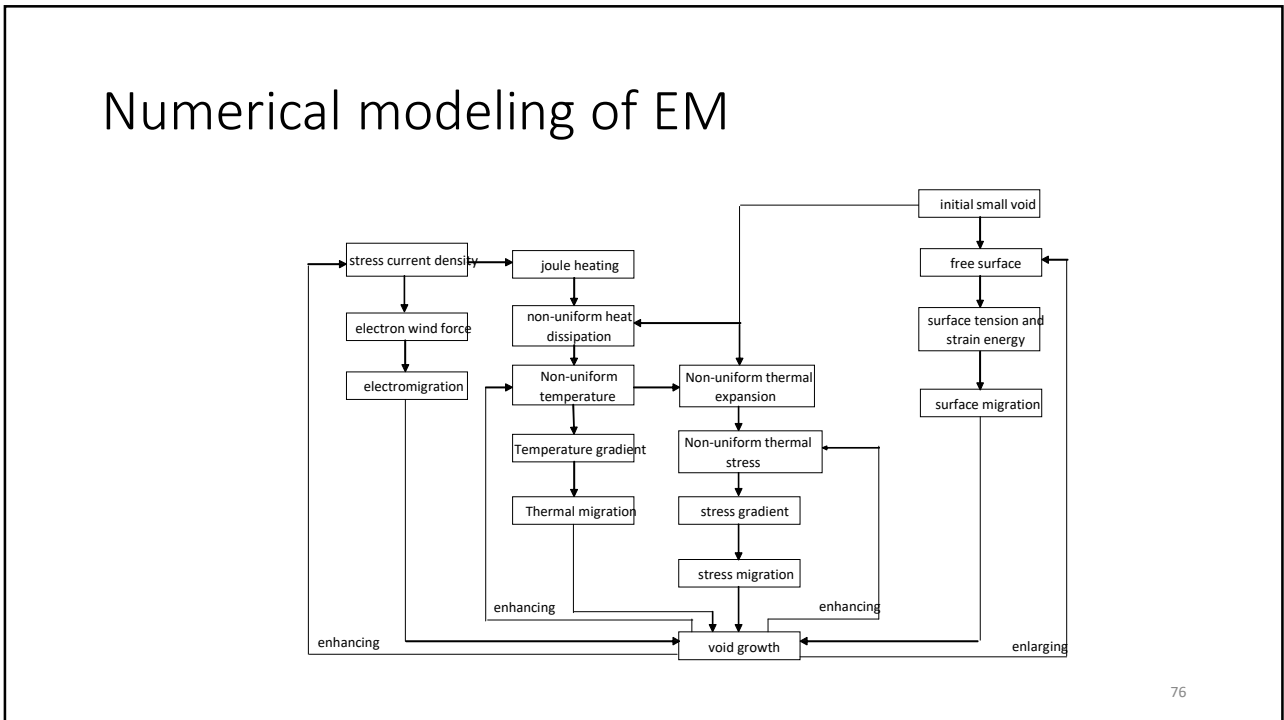 Numerical modeling of EM
initial small void
stress current density
joule heating
free surface
electron wind force
non-uniform heat
dissipation
surface tension and
strain energy
electromigration
Non-uniform
temperature
Non-uniform thermal
expansion
surface migration
Temperature gradient
Non-uniform thermal
stress
Thermal migration
stress gradient
stress migration
enhancing
enhancing
enhancing
void growth
enlarging
76